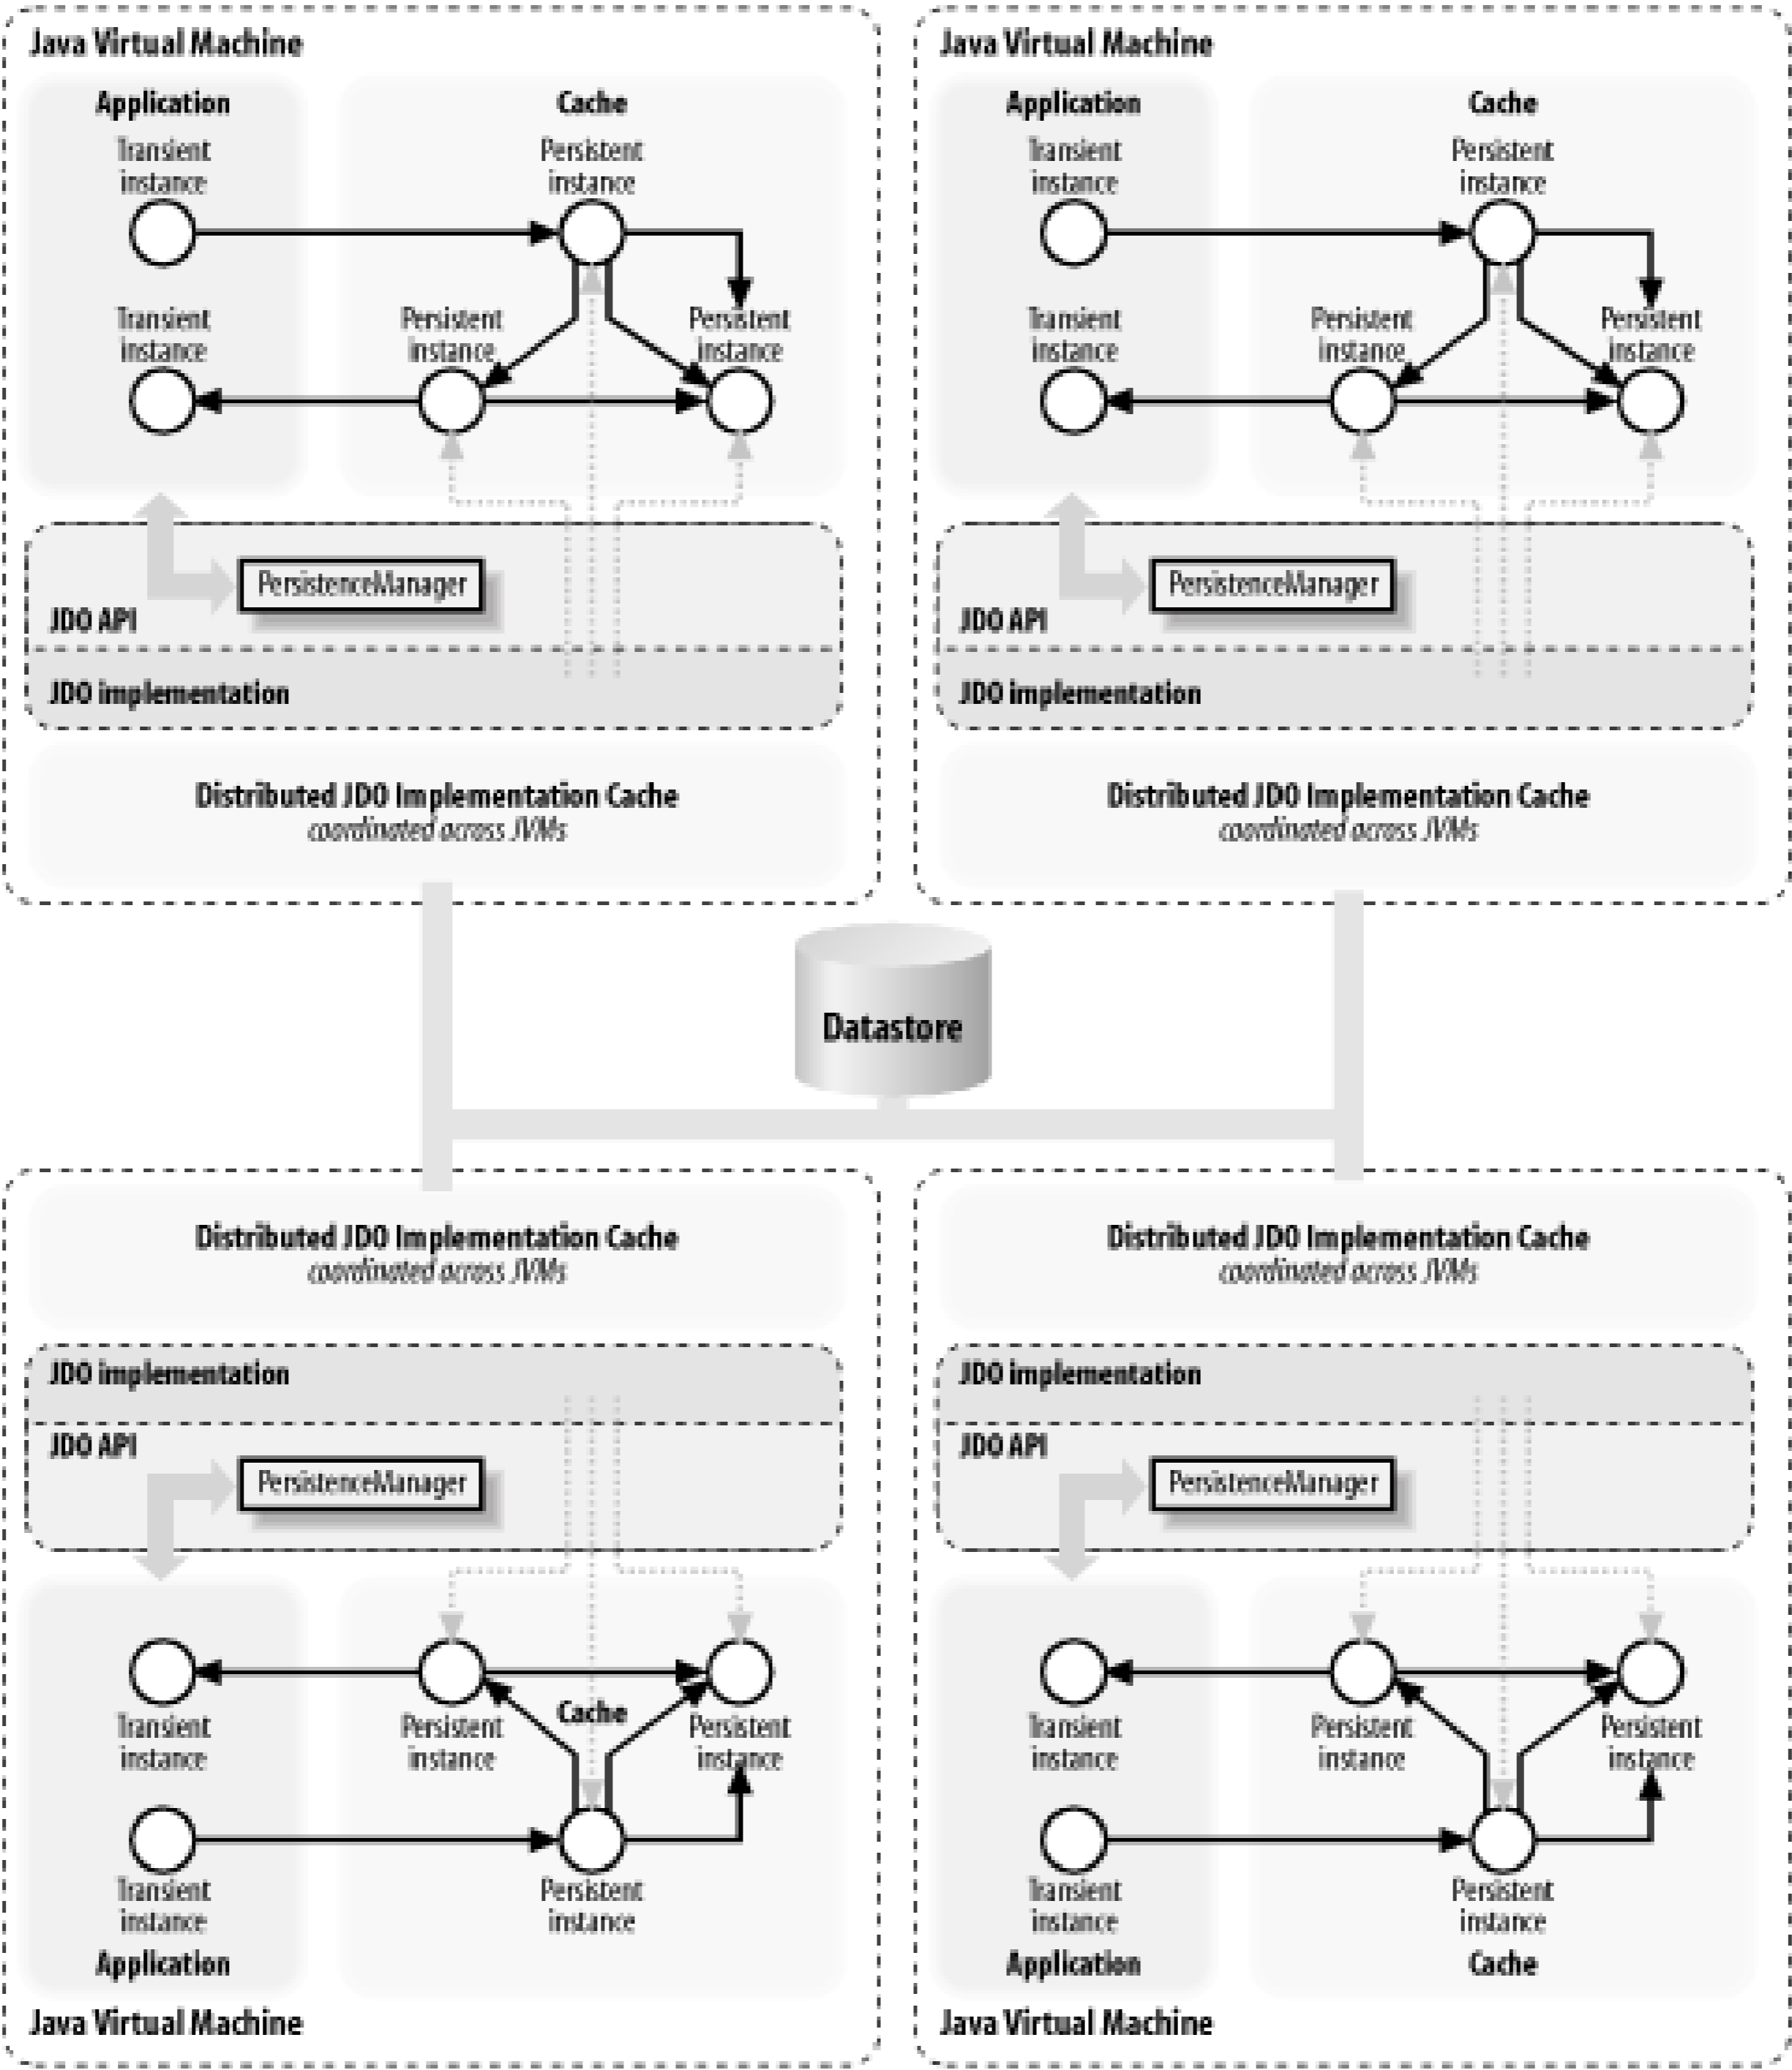 Java Virtual Machine
Application
Cache
Transient
instance
Persistent
instance
Transient
instance
Persistent
instance
Persistent
instance
PersistenceManager
JDO API
JDO implementation
Distributed JDO Implementation Cache
coordinated across JVMs
Java Virtual Machine
Application
Cache
Transient
instance
Persistent
instance
Transient
instance
Persistent
instance
Persistent
instance
PersistenceManager
JDO API
JDO implementation
Distributed JDO Implementation Cache
coordinated across JVMs
Datastore
Distributed JDO Implementation Cache
coordinated across JVMs
JDO implementation
JDO API
PersistenceManager
Cache
Transient
instance
Persistent
instance
Persistent
instance
Transient
instance
Persistent
instance
Application
Java Virtual Machine
Distributed JDO Implementation Cache
coordinated across JVMs
JDO implementation
JDO API
PersistenceManager
Transient
instance
Persistent
instance
Persistent
instance
Transient
instance
Persistent
instance
Application
Cache
Java Virtual Machine